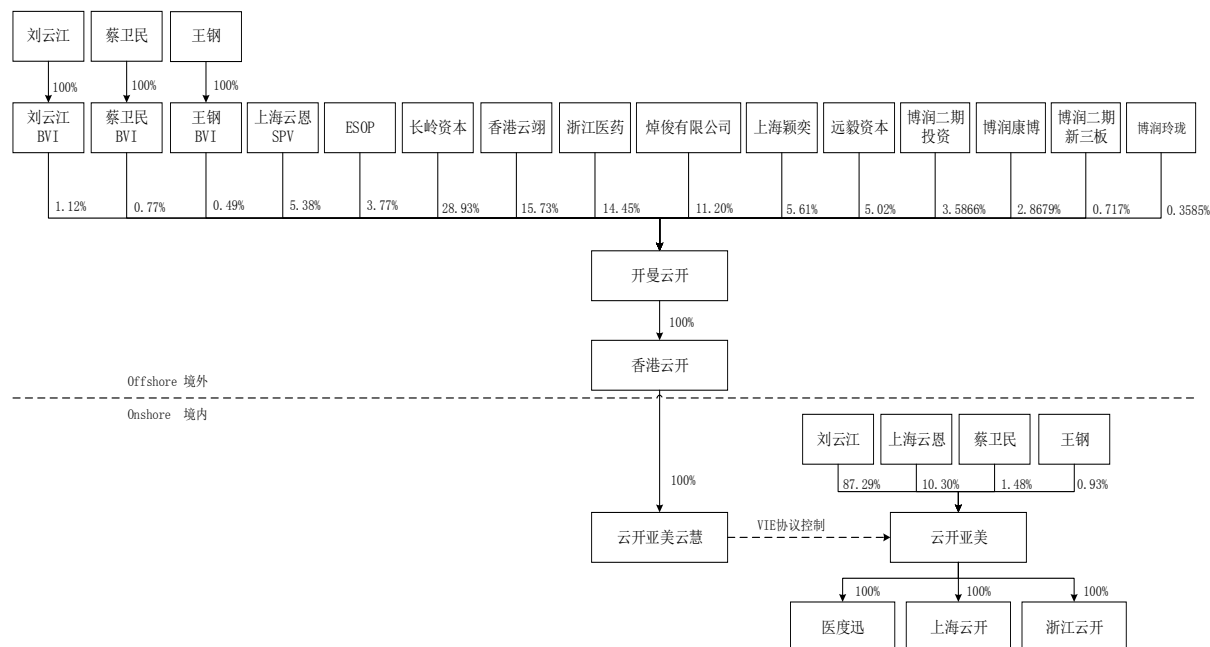 刘云江
蔡卫民
王钢
100%
100%
100%
刘云江
BVI
蔡卫民
BVI
王钢
BVI
上海云恩
SPV
ESOP
长岭资本
香港云翊
浙江医药
焯俊有限公司
上海颖奕
远毅资本
博润二期
投资
博润康博
博润二期
新三板
博润玲珑
1.12%
0.77%
0.49%
5.38%
3.77%
28.93%
15.73%
14.45%
11.20%
5.61%
5.02%
3.5866%
2.8679%
0.717%
0.3585%
开曼云开
100%
香港云开
Offshore 境外
Onshore 境内
刘云江
上海云恩
蔡卫民
王钢
100%
87.29%
10.30%
1.48%
0.93%
云开亚美云慧
VIE协议控制
云开亚美
100%
100%
100%
医度迅
上海云开
浙江云开